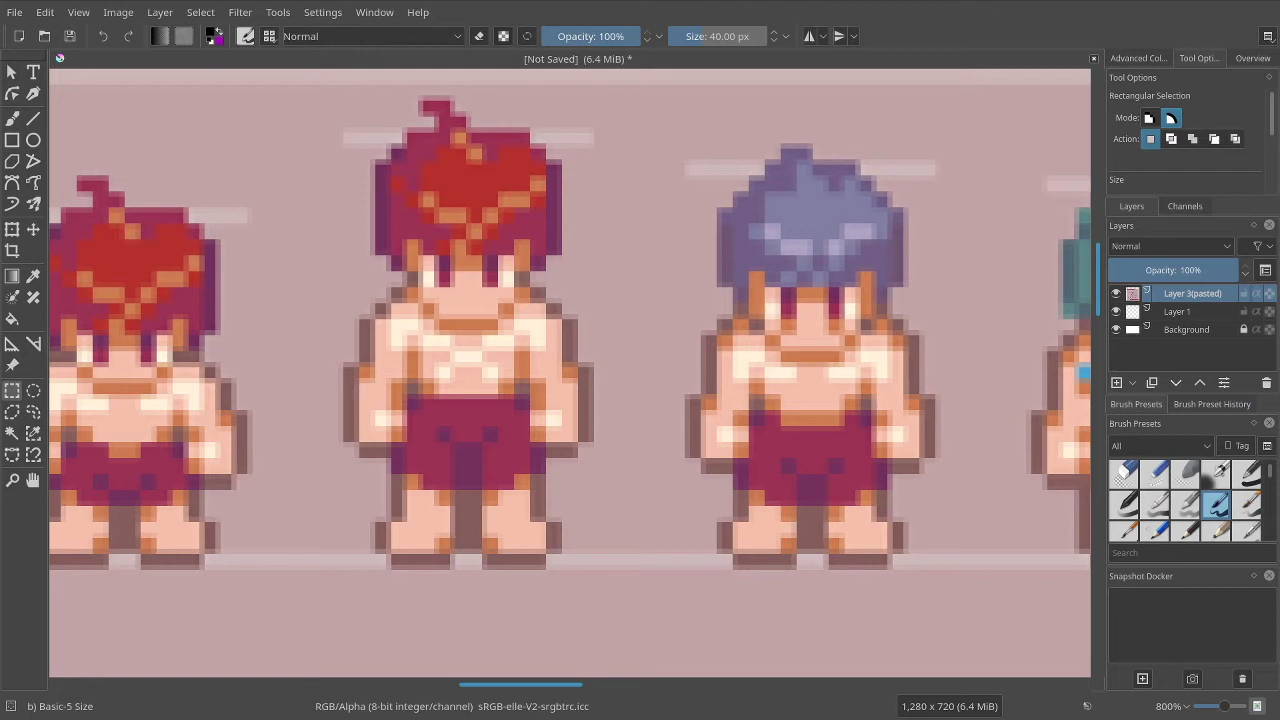 File Edit View Image Layer Select Filter Tools Settings Window Help
Normal
Opacity: 100%
Size: 40.00 px
[Not Saved] (6.4 MiB) *
Advanced Col...
Tool Opti...
Overview
Tool Options
Rectangular Selection
Mode:
Action:
Size
Layers
Channels
Layers
Normal
Opacity: 100%
Layer 3(pasted)
Layer 1
Background
Brush Presets
Brush Preset History
Brush Presets
All
Tag
Search
Snapshot Docker
b) Basic-5 Size
RGB/Alpha (8-bit integer/channel) sRGB-elle-V2-srgbtrc.icc
1,280 x 720 (6.4 MiB)
800%